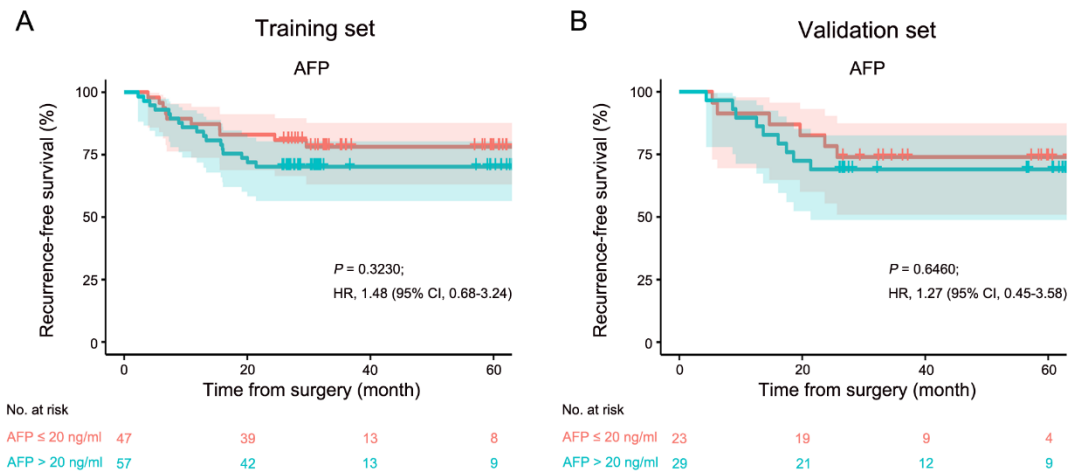 A
Training set
AFP
Recurrence-free survival (%)
100
75
50
25
0
P = 0.3230;
HR, 1.48 (95% CI, 0.68-3.24)
0 20 40 60
Time from surgery (month)
No. at risk
AFP ≤ 20 ng/ml 47 39 13 8
AFP > 20 ng/ml 57 42 13 9
B
Validation set
AFP
Recurrence-free survival (%)
100
75
50
25
0
P = 0.6460;
HR, 1.27 (95% CI, 0.45-3.58)
0 20 40 60
Time from surgery (month)
No. at risk
AFP ≤ 20 ng/ml 23 19 9 4
AFP > 20 ng/ml 29 21 12 9